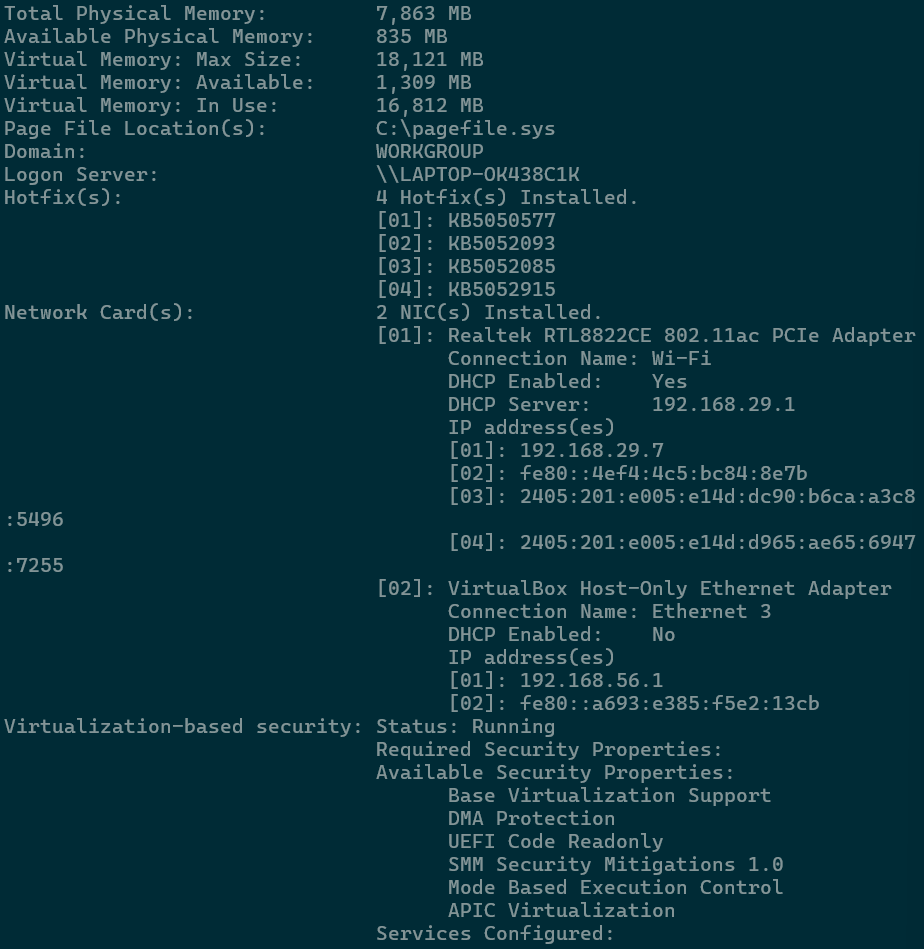 Total Physical Memory:         7,863 MB
Available Physical Memory:     835 MB
Virtual Memory: Max Size:      18,121 MB
Virtual Memory: Available:     1,309 MB
Virtual Memory: In Use:        16,812 MB
Page File Location(s):         C:\pagefile.sys
Domain:                        WORKGROUP
Logon Server:                  \\LAPTOP-OK438C1K
Hotfix(s):                     4 Hotfix(s) Installed.
                               [01]: KB5050577
                               [02]: KB5052093
                               [03]: KB5052085
                               [04]: KB5052915
Network Card(s):               2 NIC(s) Installed.
                               [01]: Realtek RTL8822CE 802.11ac PCIe Adapter
                                     Connection Name: Wi-Fi
                                     DHCP Enabled:    Yes
                                     DHCP Server:     192.168.29.1
                                     IP address(es)
                                     [01]: 192.168.29.7
                                     [02]: fe80::4ef4:4c5:bc84:8e7b
                                     [03]: 2405:201:e005:e14d:dc90:b6ca:a3c8
:5496
                                     [04]: 2405:201:e005:e14d:d965:ae65:6947
:7255
                               [02]: VirtualBox Host-Only Ethernet Adapter
                                     Connection Name: Ethernet 3
                                     DHCP Enabled:    No
                                     IP address(es)
                                     [01]: 192.168.56.1
                                     [02]: fe80::a693:e385:f5e2:13cb
Virtualization-based security: Status: Running
                               Required Security Properties:
                               Available Security Properties:
                                     Base Virtualization Support
                                     DMA Protection
                                     UEFI Code Readonly
                                     SMM Security Mitigations 1.0
                                     Mode Based Execution Control
                                     APIC Virtualization
                               Services Configured: